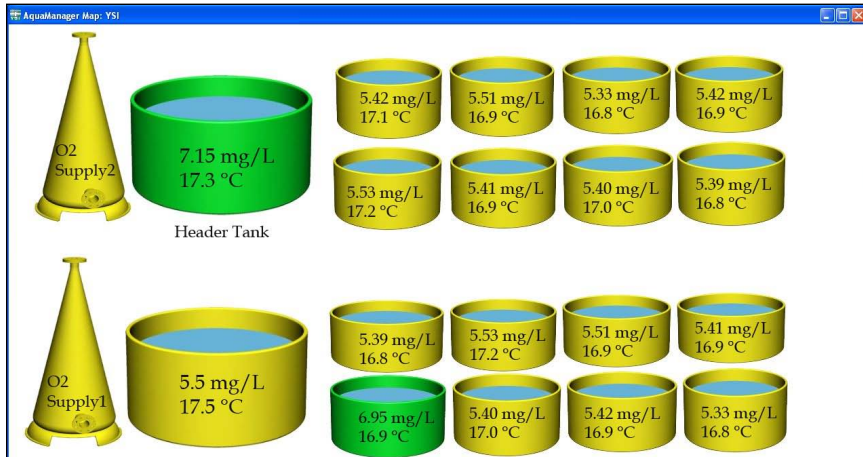 AquaManager Map: YSI
O2
Supply2
7.15 mg/L
17.3 °C
Header Tank
5.42 mg/L
17.1 °C
5.51 mg/L
16.9 °C
5.33 mg/L
16.8 °C
5.42 mg/L
16.9 °C
5.53 mg/L
17.2 °C
5.41 mg/L
16.9 °C
5.40 mg/L
17.0 °C
5.39 mg/L
16.8 °C
O2
Supply1
5.5 mg/L
17.5 °C
5.39 mg/L
16.8 °C
5.53 mg/L
17.2 °C
5.51 mg/L
16.9 °C
5.41 mg/L
16.9 °C
6.95 mg/L
16.9 °C
5.40 mg/L
17.0 °C
5.42 mg/L
16.9 °C
5.33 mg/L
16.8 °C